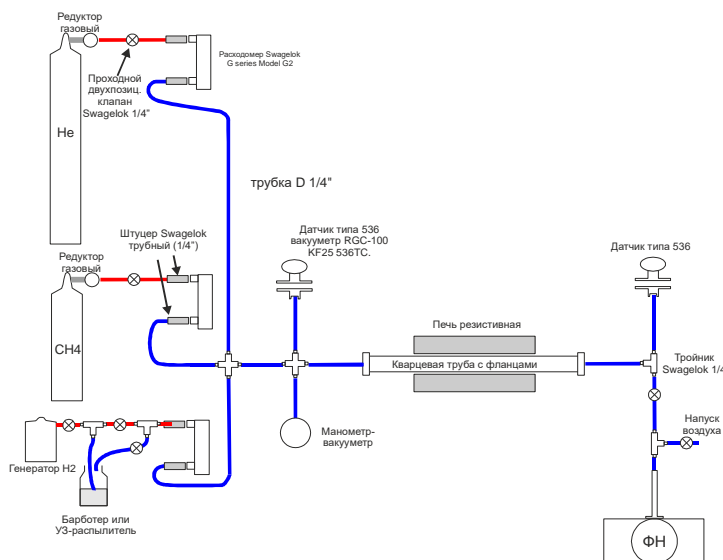 Редуктор
газовый
Расходомер Swagelok
G series Model G2
Проходной
двухпозиц.
клапан
Swagelok 1/4"
He
трубка D 1/4"
Штуцер Swagelok
трубный (1/4")
Датчик типа 536
вакууметр RGC-100
KF25 536TC.
Датчик типа 536
Редуктор
газовый
Печь резистивная
CH4
Кварцевая труба с фланцами
Тройник
Swagelok 1/4
Манометр-
вакууметр
Напуск
воздуха
Генератор H2
Барботер или
УЗ-распылитель
ФН